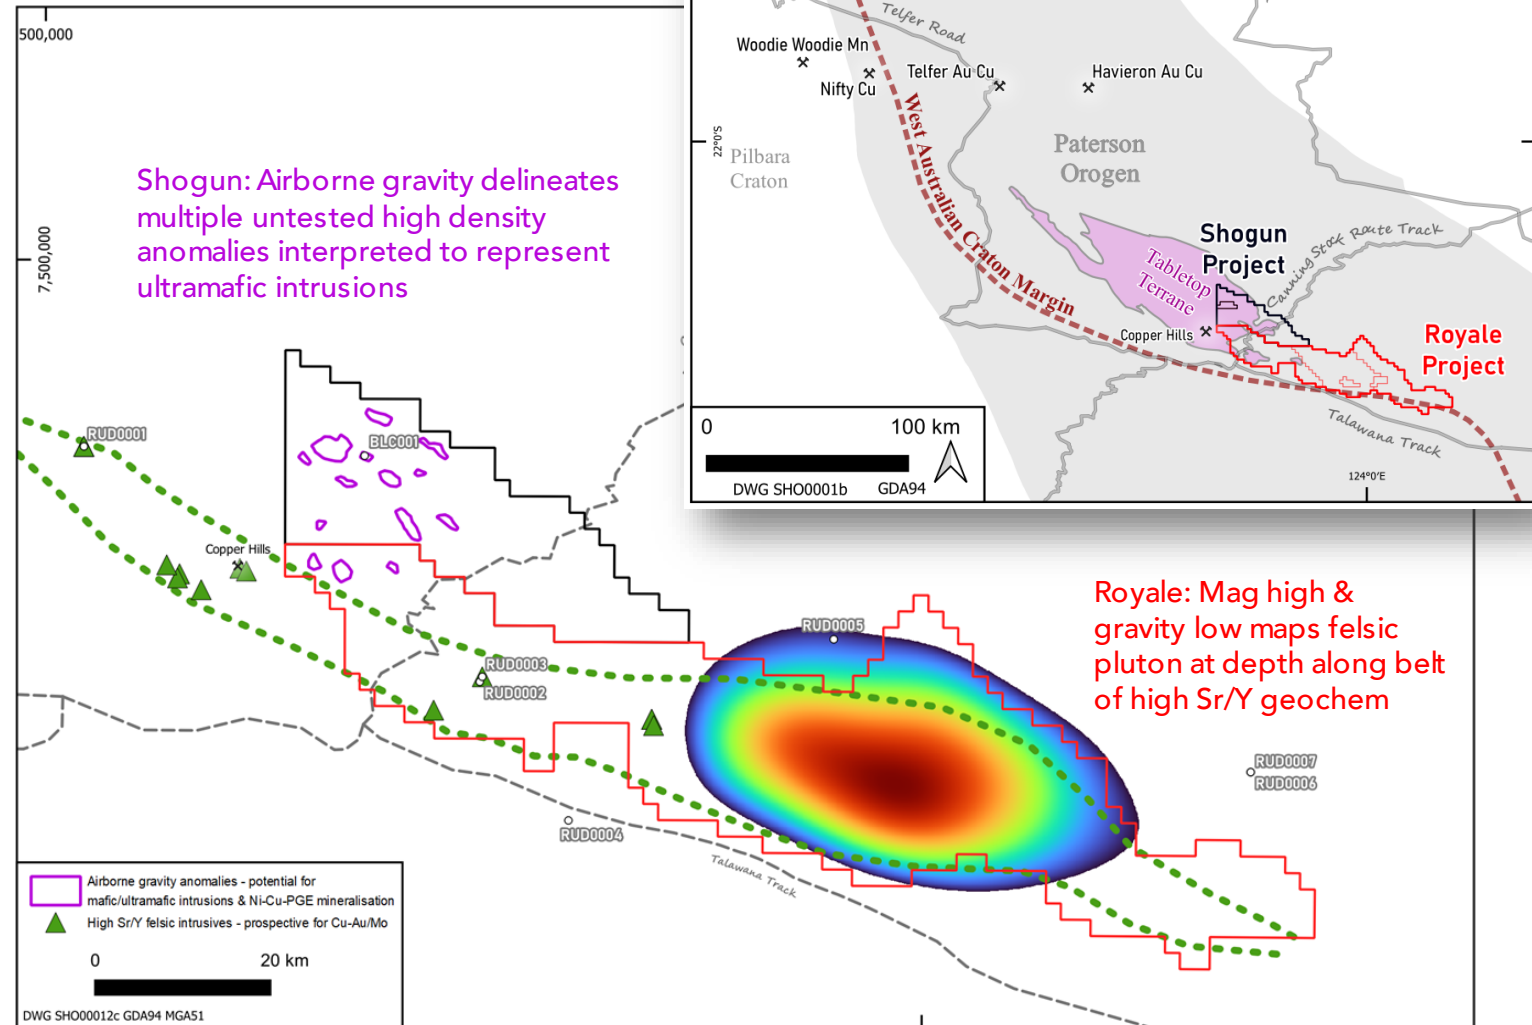 500,000
7,500,000
Shogun: Airborne gravity delineates
multiple untested high density
anomalies interpreted to represent
ultramafic intrusions
Telfer Road
Woodie Woodie Mn
Nifty Cu
Telfer Au Cu
Havieron Au Cu
22°0'S
Pilbara
Craton
Paterson
Orogen
West Australian Craton Margin
Tabletop
Terrane
Shogun
Project
Canning Stock Route Track
Copper Hills
Royale
Project
Talawana Track
124°0'E
0
100 km
DWG SHO0001b
GDA94
RUD0001
BLC001
Copper Hills
RUD0003
RUD0002
RUD0005
RUD0004
Talawana Track
Royale: Mag high &
gravity low maps felsic
pluton at depth along belt
of high Sr/Y geochem
RUD0007
RUD0006
Airborne gravity anomalies - potential for
mafic/ultramafic intrusions & Ni-Cu-PGE mineralisation
High Sr/Y felsic intrusives - prospective for Cu-Au/Mo
0
20 km
DWG SHO00012c GDA94 MGA51